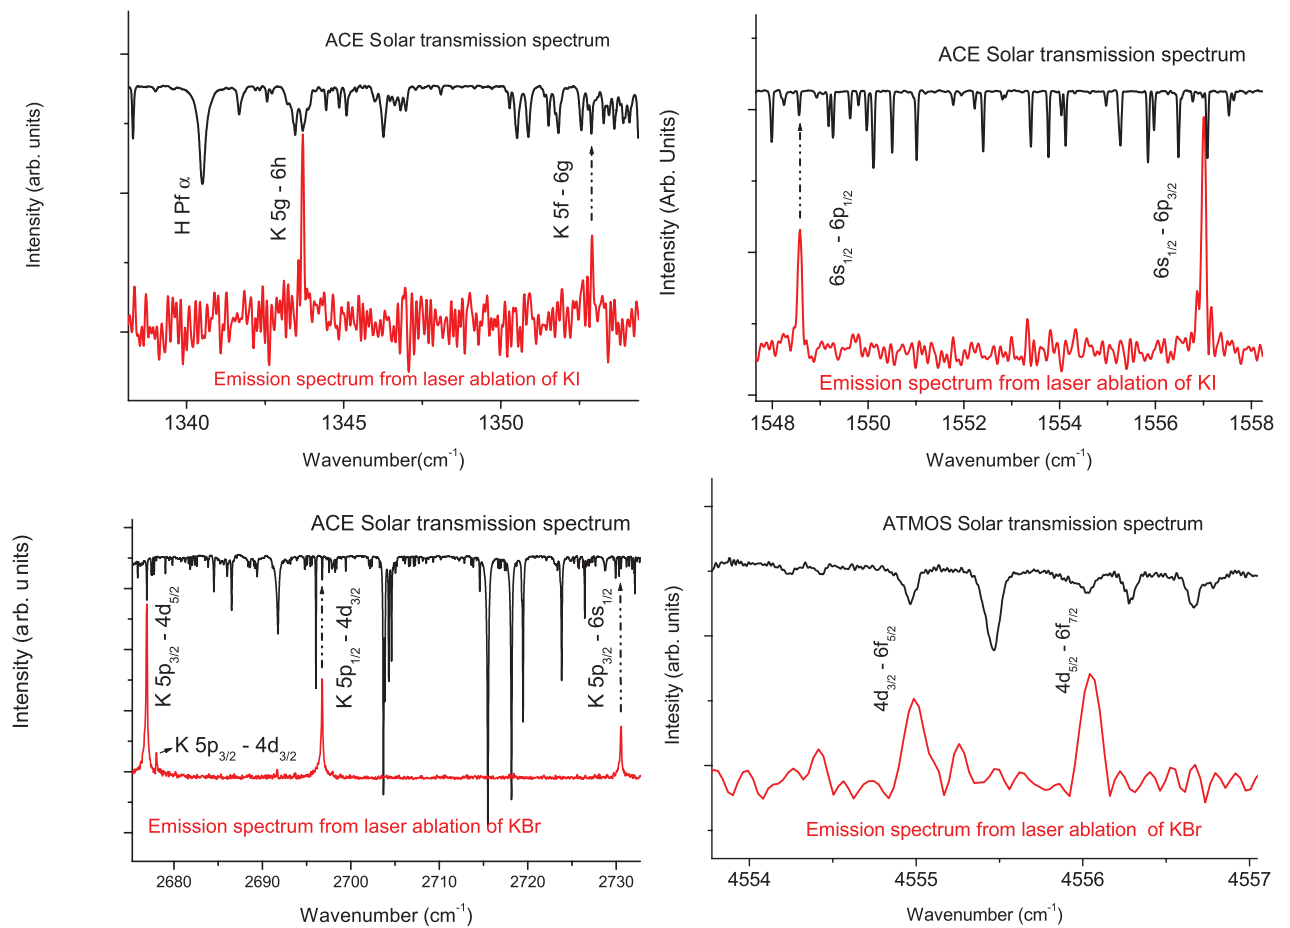 ACE Solar transmission spectrum
Intensity (arb. units)
H Pf α
K 5g - 6h
K 5f - 6g
Emission spectrum from laser ablation of KI
1340 1345 1350
Wavenumber(cm-1)
ACE Solar transmission spectrum
Intensity (Arb. Units)
6s1/2 - 6p1/2
6s1/2 - 6p3/2
Emission spectrum from laser ablation of KI
1548 1550 1552 1554 1556 1558
Wavenumber (cm-1)
ACE Solar transmission spectrum
Intensity (arb. units)
K 5p3/2 - 4d5/2
K 5p3/2 - 4d3/2
K 5p1/2 - 4d3/2
K 5p3/2 - 6s1/2
Emission spectrum from laser ablation of KBr
2680 2690 2700 2710 2720 2730
Wavenumber (cm-1)
ATMOS Solar transmission spectrum
Intesity (arb. units)
4d3/2 - 6f5/2
4d5/2 - 6f7/2
Emission spectrum from laser ablation of KBr
4554 4555 4556 4557
Wavenumber (cm-1)